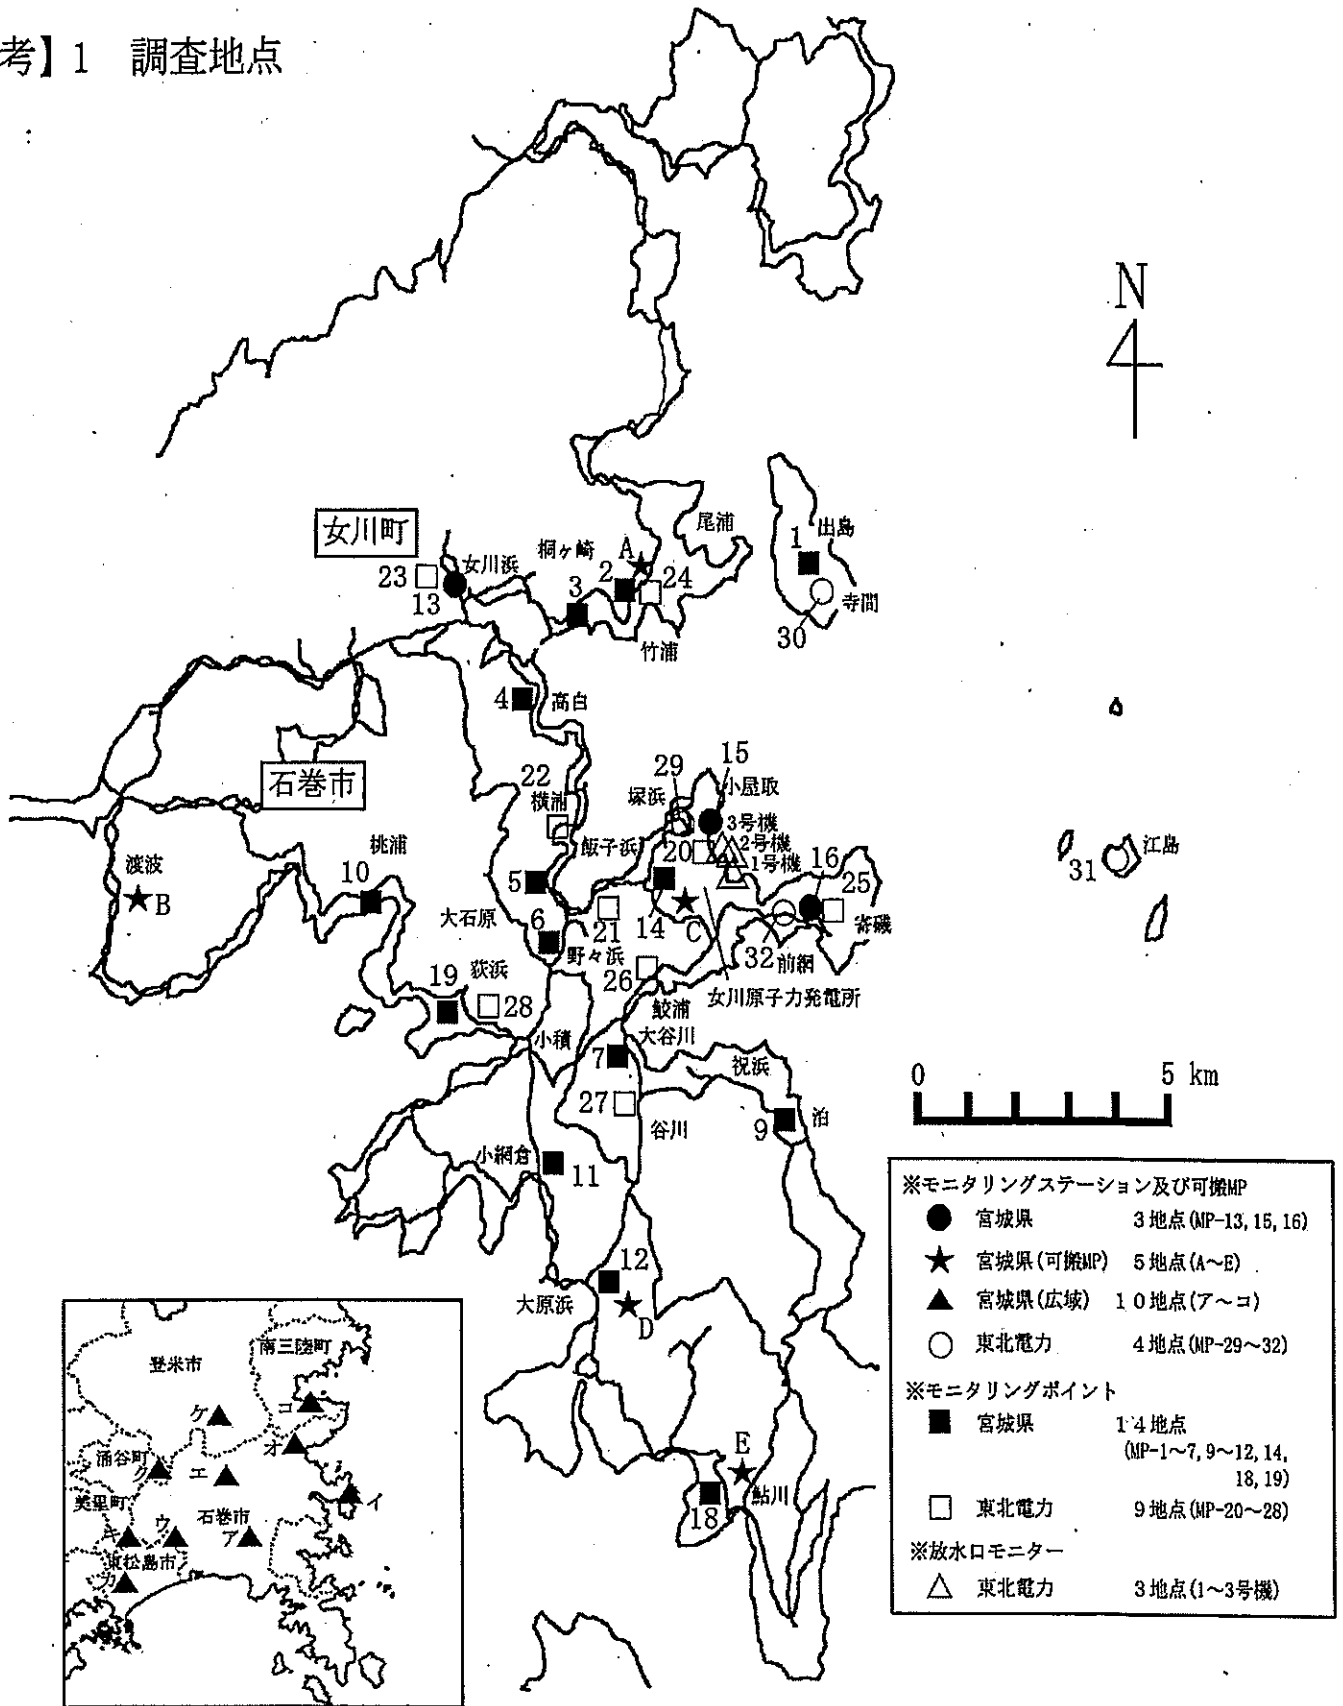 考】1 調査地点
N
女川町
尾浦
出島
1
桐ヶ崎
A
女川浜
23
2
24
3
13
寺間
30
竹浦
4
高白
15
29
小屋取
石巻市
22
横浦
塚浜
3号機
2号機
飯子浜
20
1号機
江島
31
桃浦
16
渡波
10
25
B
5
大石原
6
21
14
C
寄磯
野々浜
32
前網
19
荻浜
26
28
鮫浦
女川原子力発電所
小積
大谷川
7
祝浜
0 5 km
27
9
泊
谷川
小網倉
11
12
大原浜
D
E
鮎川
18
※モニタリングステーション及び可搬MP
宮城県 3地点(MP-13,15,16)
宮城県(可搬MP) 5地点(A～E)
宮城県(広域) 10地点(ア～コ)
東北電力 4地点(MP-29～32)
※モニタリングポイント
宮城県 14地点
(MP-1～7,9～12,14,
18,19)
東北電力 9地点(MP-20～28)
※放水口モニター
東北電力 3地点(1～3号機)
南三陸町
登米市
コ
ケ
オ
涌谷町
ク
エ
イ
美里町
石巻市
ウ
キ
ア
東松島市
カ